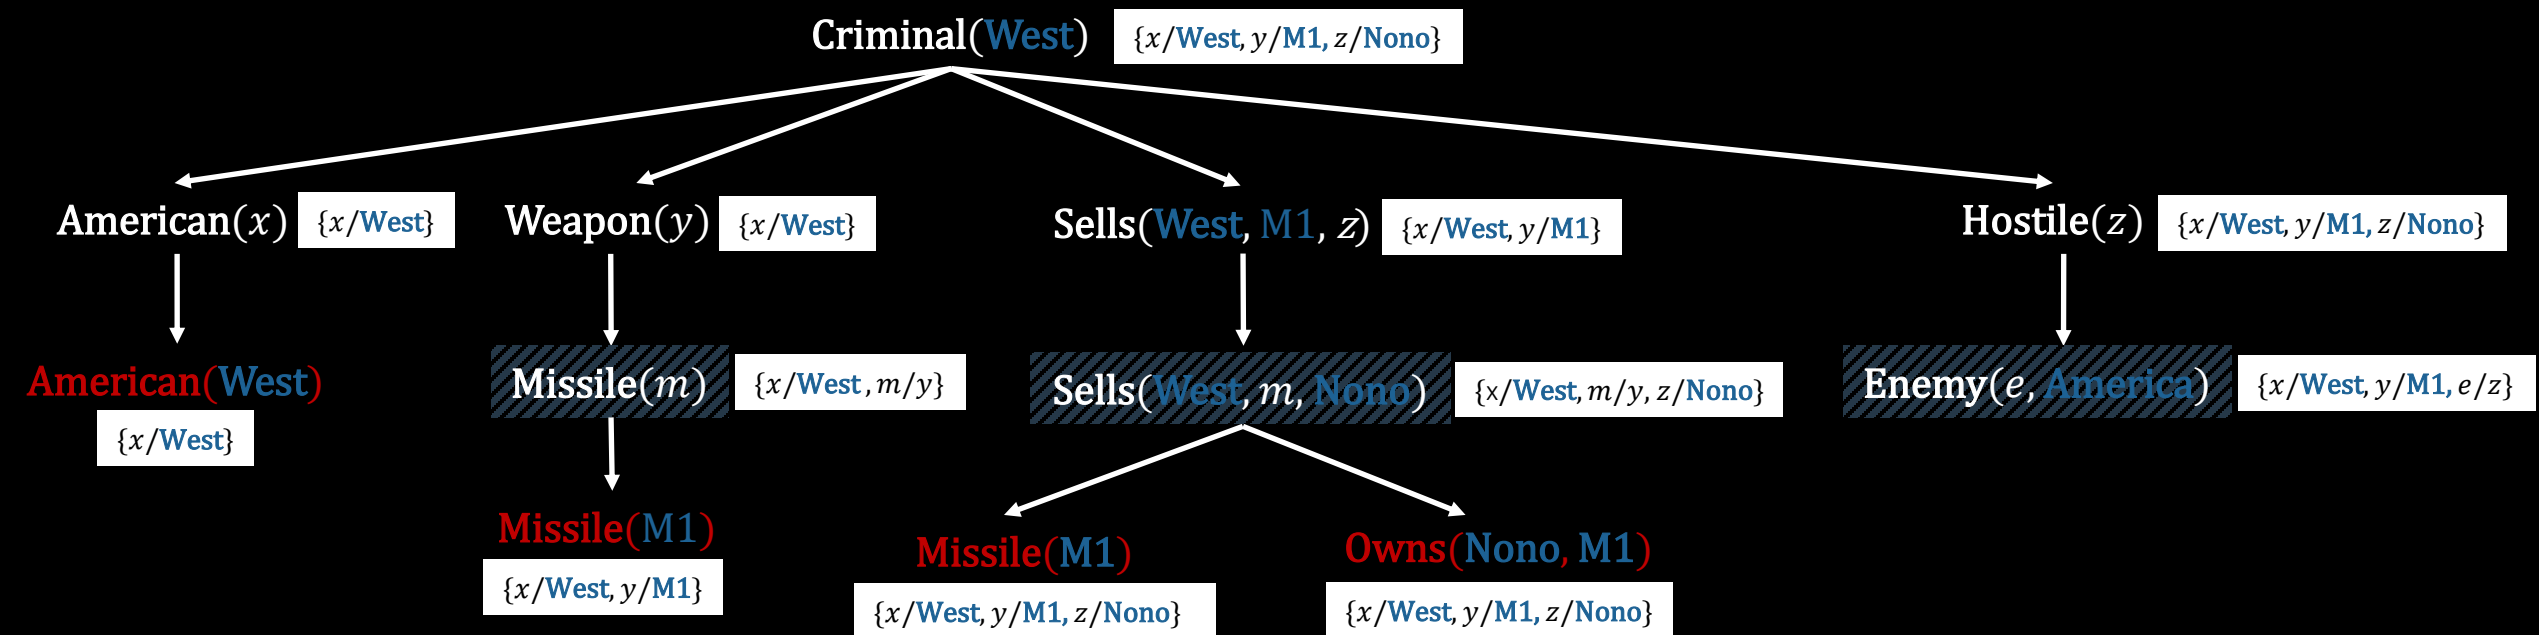 Criminal(West) {x/West, y/M1, z/Nono}
American(x) {x/West} Weapon(y) {x/West} Sells(West, M1, z) {x/West, y/M1} Hostile(z) {x/West, y/M1, z/Nono}
American(West) Missile(m) {x/West, m/y} Sells(West, m, Nono) {x/West, m/y, z/Nono} Enemy(e, America) {x/West, y/M1, e/z}
{x/West}
Missile(M1) Missile(M1) Owns(Nono, M1)
{x/West, y/M1} {x/West, y/M1, z/Nono} {x/West, y/M1, z/Nono}